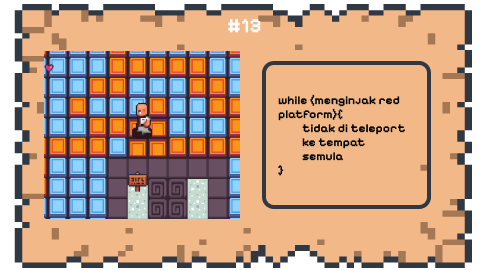 #13
while (menginjak red
platform){
tidak di teleport
ke tempat
semula
}